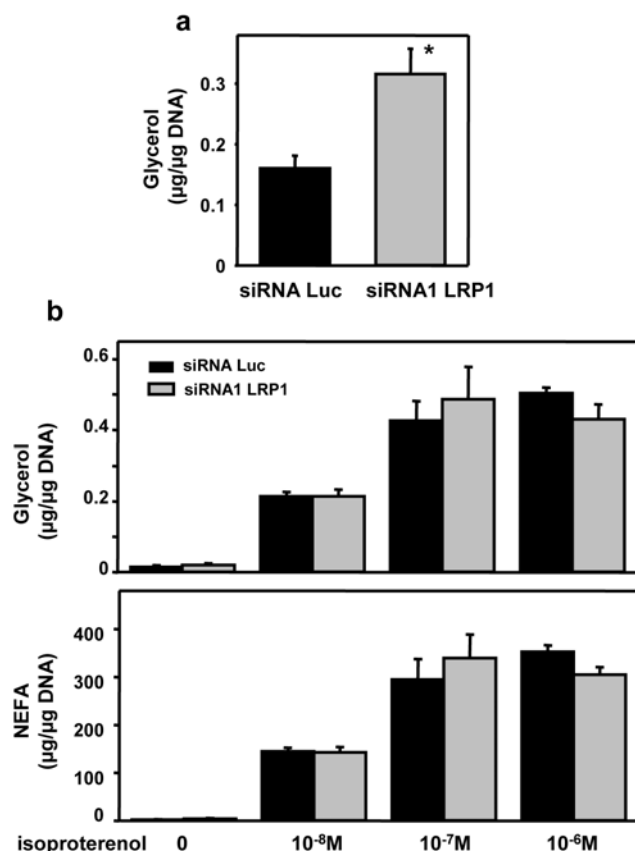 a
*
0.3
0.2
0.1
0
Glycerol
(µg/µg DNA)
siRNA Luc siRNA1 LRP1
b
siRNA Luc
siRNA1 LRP1
0.6
0.4
0.2
0
Glycerol
(µg/µg DNA)
400
300
200
100
0
NEFA
(µg/µg DNA)
isoproterenol 0 10⁻⁸M 10⁻⁷M 10⁻⁶M